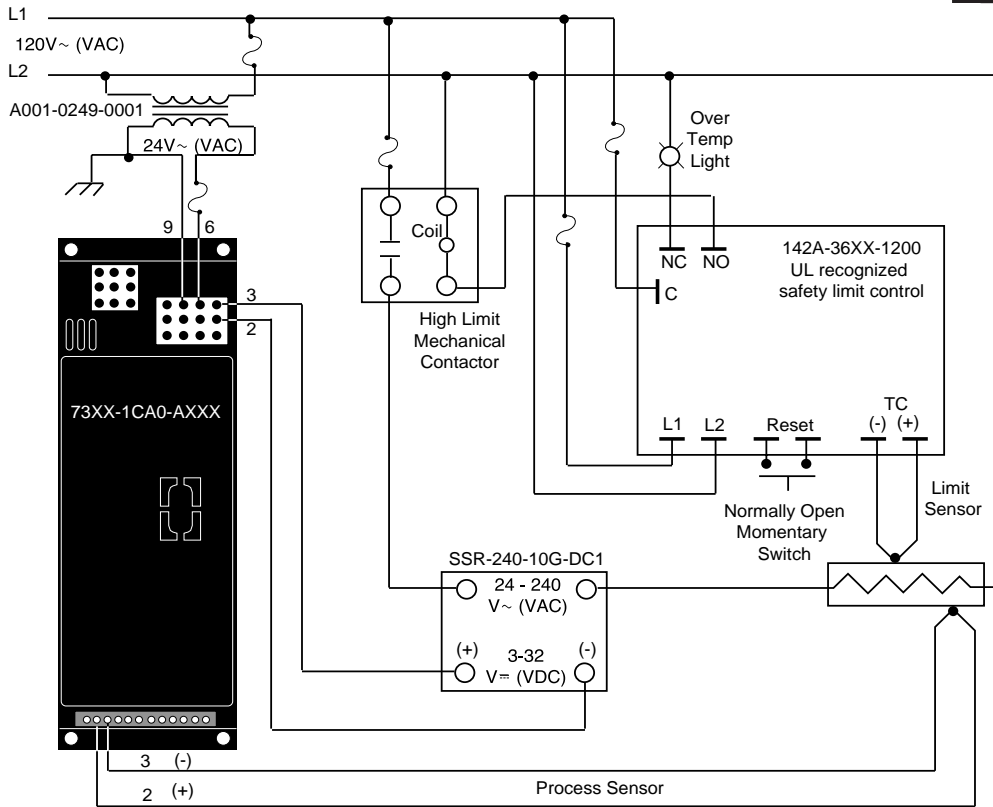 L1
120V~ (VAC)
L2
A001-0249-0001
24V~ (VAC)
Over
Temp
Light
9
6
Coil
NC
NO
142A-36XX-1200
UL recognized
safety limit control
C
3
2
High Limit
Mechanical
Contactor
73XX-1CA0-AXXX
L1
L2
Reset
TC
(-)
(+)
Limit
Sensor
Normally Open
Momentary
Switch
SSR-240-10G-DC1
24 - 240
V~ (VAC)
(+)
3-32
V⎓ (VDC)
(-)
3
(-)
2
(+)
Process Sensor